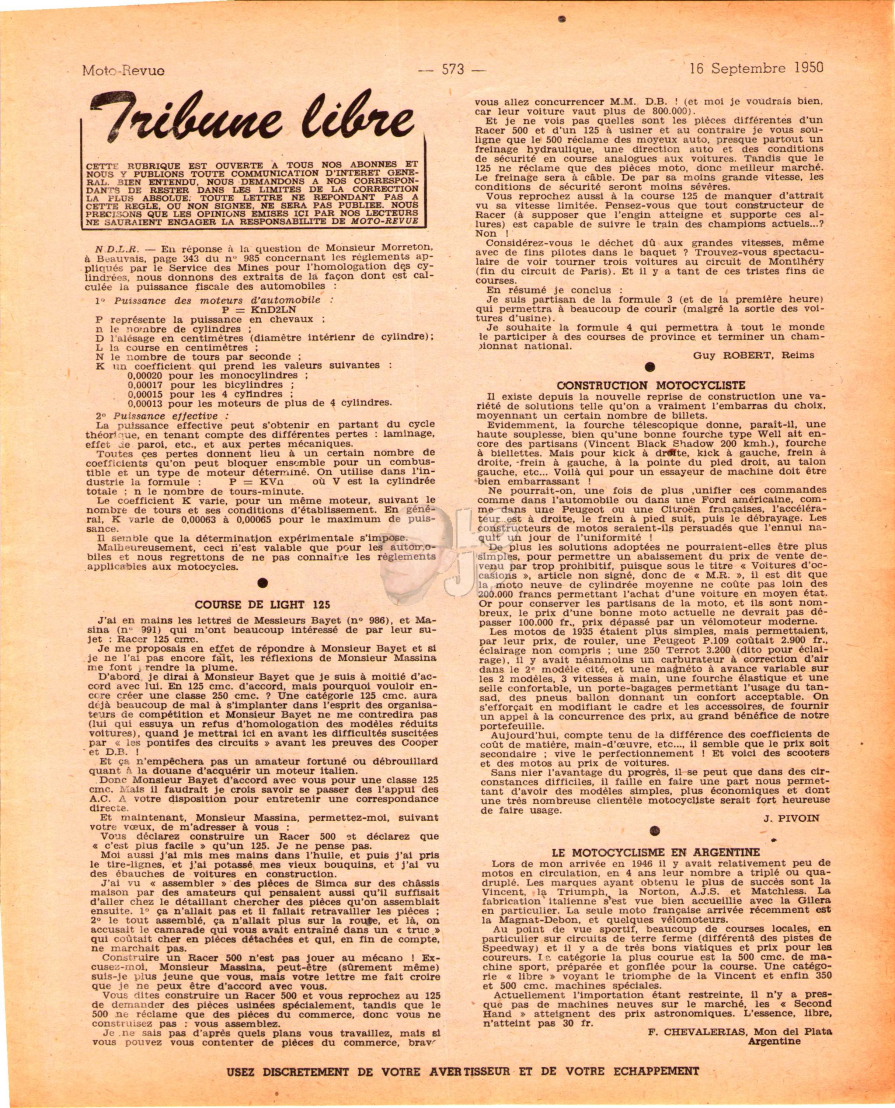 Moto-Revue
— 573 —
16 Septembre 1950
Tribune libre
CETTE RUBRIQUE EST OUVERTE A TOUS NOS ABONNES ET
NOUS Y PUBLIONS TOUTE COMMUNICATION D'INTERET GENE-
RAL. BIEN ENTENDU, NOUS DEMANDONS A NOS CORRESPON-
DANTS DE RESTER DANS LES LIMITES DE LA CORRECTION
LA PLUS ABSOLUE. TOUTE LETTRE NE REPONDANT PAS A
CETTE REGLE, OU NON SIGNEE, NE SERA PAS PUBLIEE. NOUS
PRECISONS QUE LES OPINIONS EMISES ICI PAR NOS LECTEURS
NE SAURAIENT ENGAGER LA RESPONSABILITE DE MOTO-REVUE
N.D.L.R. — En réponse à la question de Monsieur Morreton,
à Beauvais, page 343 du n° 985 concernant les règlements ap-
pliqués par le Service des Mines pour l'homologation des cy-
lindrées, nous donnons des extraits de la façon dont est cal-
culée la puissance fiscale des automobiles :
1° Puissance des moteurs d'automobile :
P = KnD2LN
P représente la puissance en chevaux ;
n le nombre de cylindres ;
D l'alésage en centimètres (diamètre intérieur de cylindre);
L la course en centimètres ;
N le nombre de tours par seconde ;
K un coefficient qui prend les valeurs suivantes :
0,00020 pour les monocylindres ;
0,00017 pour les bicylindres ;
0,00015 pour les 4 cylindres ;
0,00013 pour les moteurs de plus de 4 cylindres.
2° Puissance effective :
La puissance effective peut s'obtenir en partant du cycle
théorique, en tenant compte des différentes pertes : laminage,
effet de paroi, etc., et aux pertes mécaniques.
Toutes ces pertes donnent lieu à un certain nombre de
coefficients qu'on peut bloquer ensemble pour un combus-
tible et un type de moteur déterminé. On utilise dans l'in-
dustrie la formule : P = KVn où V est la cylindrée
totale ; n le nombre de tours-minute.
Le coefficient K varie, pour un même moteur, suivant le
nombre de tours et ses conditions d'établissement. En géné-
ral, K varie de 0,00063 à 0,00065 pour le maximum de puis-
sance.
Il semble que la détermination expérimentale s'impose.
Malheureusement, ceci n'est valable que pour les automo-
biles et nous regrettons de ne pas connaître les règlements
applicables aux motocycles.
●
COURSE DE LIGHT 125
J'ai en mains les lettres de Messieurs Bayet (n° 986), et Ma-
sina (n° 991) qui m'ont beaucoup intéressé de par leur su-
jet : Racer 125 cmc.
Je me proposais en effet de répondre à Monsieur Bayet et si
je ne l'ai pas encore fait, les réflexions de Monsieur Massina
me font prendre la plume.
D'abord, je dirai à Monsieur Bayet que je suis à moitié d'ac-
cord avec lui. En 125 cmc. d'accord, mais pourquoi vouloir en-
core créer une classe 250 cmc. ? Une catégorie 125 cmc. aura
déjà beaucoup de mal à s'implanter dans l'esprit des organisa-
teurs de compétition et Monsieur Bayet ne me contredira pas
(lui qui essuya un refus d'homologation des modèles réduits
voitures), quand je mettrai ici en avant les difficultés suscitées
par « les pontifes des circuits » avant les preuves des Cooper
et D.B. !
Et ça n'empêchera pas un amateur fortuné ou débrouillard
quant à la douane d'acquérir un moteur italien.
Donc Monsieur Bayet d'accord avec vous pour une classe 125
cmc. Mais il faudrait je crois savoir se passer des l'appui des
A.C. A votre disposition pour entretenir une correspondance
directe.
Et maintenant, Monsieur Massina, permettez-moi, suivant
votre vœux, de m'adresser à vous :
Vous déclarez construire un Racer 500 et déclarez que
« c'est plus facile » qu'un 125. Je ne pense pas.
Moi aussi j'ai mis mes mains dans l'huile, et puis j'ai pris
le tire-lignes, et j'ai potassé mes vieux bouquins, et j'ai vu
des ébauches de voitures en construction.
J'ai vu « assembler » des pièces de Simca sur des châssis
maison par des amateurs qui pensaient aussi qu'il suffisait
d'aller chez le détaillant chercher des pièces qu'on assemblait
ensuite. 1° ça n'allait pas et il fallait retravailler les pièces ;
2° le tout assemblé, ça n'allait plus sur la route, et là, on
accusait le camarade qui vous avait entraîné dans un « truc »
qui coûtait cher en pièces détachées et qui, en fin de compte,
ne marchait pas.
Construire un Racer 500 n'est pas jouer au mécano ! Ex-
cusez-moi, Monsieur Massina, peut-être (sûrement même)
suis-je plus jeune que vous, mais votre lettre me fait croire
que je ne peux être d'accord avec vous.
Vous dites construire un Racer 500 et vous reprochez au 125
de demander des pièces usinées spécialement, tandis que le
500 ne réclame que des pièces du commerce, donc vous ne
construisez pas : vous assemblez.
Je ne sais pas d'après quels plans vous travaillez, mais si
vous pouvez vous contenter de pièces du commerce, bravo
vous allez concurrencer M.M. D.B. ! (et moi je voudrais bien,
car leur voiture vaut plus de 800.000).
Et je ne vois pas quelles sont les pièces différentes d'un
Racer 500 et d'un 125 à usiner et au contraire je vous sou-
ligne que le 500 réclame des moyeux auto, presque partout un
freinage hydraulique, une direction auto et des conditions
de sécurité en course analogues aux voitures. Tandis que le
125 ne réclame que des pièces moto, donc meilleur marché.
Le freinage sera à câble. De par sa moins grande vitesse, les
conditions de sécurité seront moins sévères.
Vous reprochez aussi à la course 125 de manquer d'attrait
vu sa vitesse limitée. Pensez-vous que tout constructeur de
Racer (à supposer que l'engin atteigne et supporte ces al-
lures) est capable de suivre le train des champions actuels...?
Non !
Considérez-vous le déchet dû aux grandes vitesses, même
avec de fins pilotes dans le baquet ? Trouvez-vous spectacu-
laire de voir tourner trois voitures au circuit de Montlhéry
(fin du circuit de Paris). Et il y a tant de ces tristes fins de
courses.
En résumé je conclue :
Je suis partisan de la formule 3 (et de la première heure)
qui permettra à beaucoup de courir (malgré la sortie des voi-
tures d'usine).
Je souhaite la formule 4 qui permettra à tout le monde
le participer à des courses de province et terminer un cham-
pionnat national.
Guy ROBERT, Reims
●
CONSTRUCTION MOTOCYCLISTE
Il existe depuis la nouvelle reprise de construction une va-
riété de solutions telle qu'on a vraiment l'embarras du choix,
moyennant un certain nombre de billets.
Evidemment, la fourche télescopique donne, paraît-il, une
haute souplesse, bien qu'une bonne fourche type Well ait en-
core des partisans (Vincent Black Shadow 200 kmh.), fourche
à biellettes. Mais pour kick à droite, kick à gauche, frein à
droite, frein à gauche, à la pointe du pied droit, au talon
gauche, etc... Voilà qui pour un essayeur de machine doit être
bien embarrassant !
Ne pourrait-on, une fois de plus ,unifier ces commandes
comme dans l'automobile ou dans une Ford américaine, com-
me dans une Peugeot ou une Citroën françaises, l'accéléra-
teur est à droite, le frein à pied suit, puis le débrayage. Les
constructeurs de motos seraient-ils persuadés que l'ennui na-
quit un jour de l'uniformité !
De plus les solutions adoptées ne pourraient-elles être plus
simples, pour permettre un abaissement du prix de vente de-
venu par trop prohibitif, puisque sous le titre « Voitures d'oc-
casions », article non signé, donc de « M.R. », il est dit que
la moto neuve de cylindrée moyenne ne coûte pas loin des
200.000 francs permettant l'achat d'une voiture en moyen état.
Or pour conserver les partisans de la moto, et ils sont nom-
breux, le prix d'une bonne moto actuelle ne devrait pas dé-
passer 100.000 fr., prix dépassé par un vélomoteur moderne.
Les motos de 1935 étaient plus simples, mais permettaient,
par leur prix, de rouler, une Peugeot P.109 coûtait 2.900 fr.,
éclairage non compris ; une 250 Terrot 3.200 (dito pour éclai-
rage), il y avait néanmoins un carburateur à correction d'air
dans le 2e modèle cité, et une magnéto à avance variable sur
les 2 modèles, 3 vitesses à main, une fourche élastique et une
selle confortable, un porte-bagages permettant l'usage du tan-
sad, des pneus ballon donnant un confort acceptable. On
s'efforçait en modifiant le cadre et les accessoires, de fournir
un appel à la concurrence des prix, au grand bénéfice de notre
portefeuille.
Aujourd'hui, compte tenu de la différence des coefficients de
coût de matière, main-d'œuvre, etc..., il semble que le prix soit
secondaire ; vive le perfectionnement ! Et voici des scooters
et des motos au prix de voitures.
Sans nier l'avantage du progrès, il se peut que dans des cir-
constances difficiles, il faille en faire une part nous permet-
tant d'avoir des modèles simples, plus économiques et dont
une très nombreuse clientèle motocycliste serait fort heureuse
de faire usage.
J. PIVOIN
●
LE MOTOCYCLISME EN ARGENTINE
Lors de mon arrivée en 1946 il y avait relativement peu de
motos en circulation, en 4 ans leur nombre a triplé ou qua-
druplé. Les marques ayant obtenu le plus de succès sont la
Vincent, la Triumph, la Norton, A.J.S. et Matchless. La
fabrication italienne s'est vue bien accueillie avec la Gilera
en particulier. La seule moto française arrivée récemment est
la Magnat-Debon, et quelques vélomoteurs.
Au point de vue sportif, beaucoup de courses locales, en
particulier sur circuits de terre ferme (différents des pistes de
Speedway) et il y a de très bons viatiques et prix pour les
coureurs. Le catégorie la plus courue est la 500 cmc. de ma-
chine sport, préparée et gonflée pour la course. Une catégo-
rie « libre » voyant le triomphe de la Vincent et enfin 350
et 500 cmc. machines spéciales.
Actuellement l'importation étant restreinte, il n'y a pres-
que pas de machines neuves sur le marché, les « Second
Hand » atteignent des prix astronomiques. L'essence, libre,
n'atteint pas 30 fr.
F. CHEVALERIAS, Mon del Plata
Argentine
USEZ DISCRETEMENT DE VOTRE AVERTISSEUR ET DE VOTRE ECHAPPEMENT